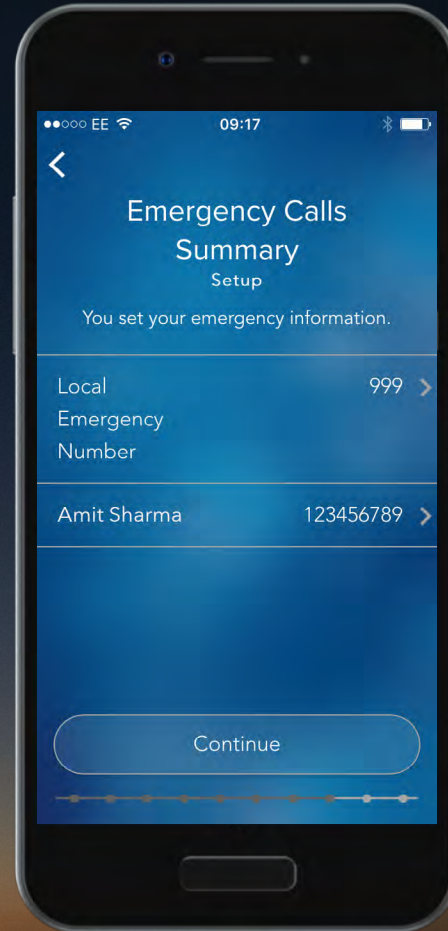 EE 09:17
Emergency Calls
Summary
Setup
You set your emergency information.
Local 999
Emergency
Number
Amit Sharma 123456789
Continue